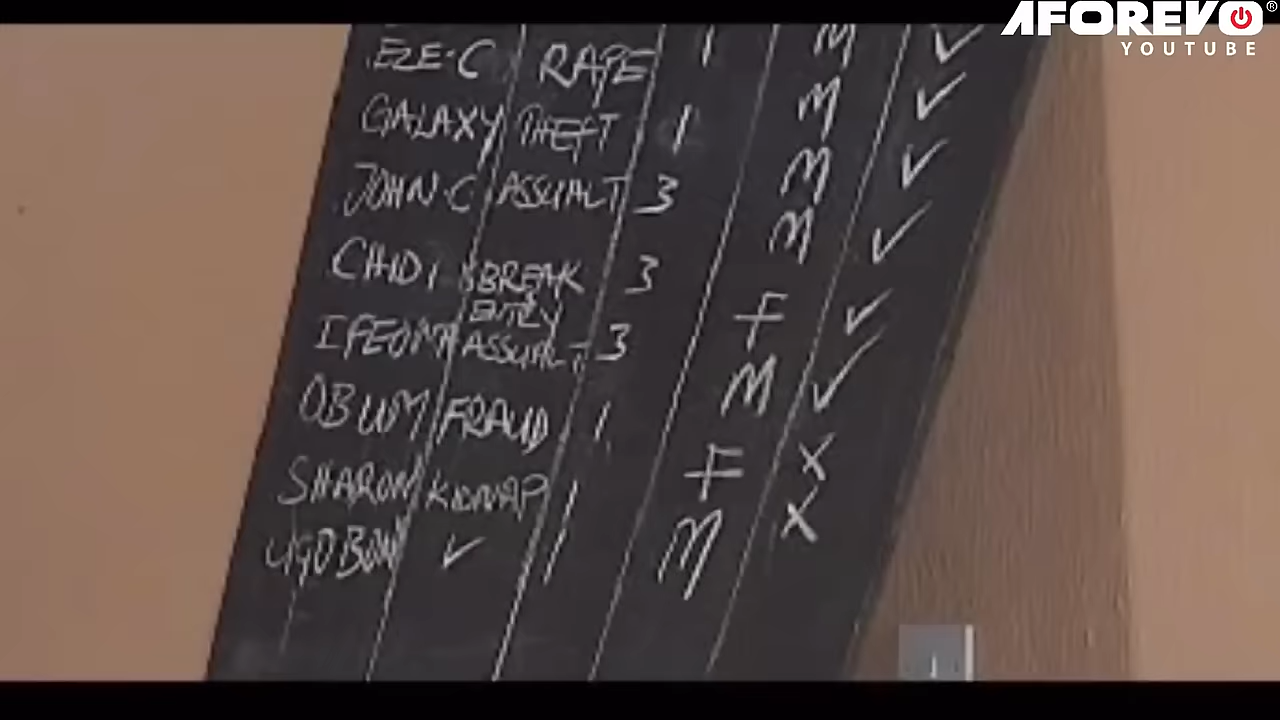 AFOREVO®
YOUTUBE
EZE-C RAPE 1 M ✓
GALAXY THEFT 1 M ✓
JOHN-C ASSUALT 3 M ✓
CHIDI BREAK 3 M ✓
ENTRY
IFEOMA ASSUALT 3 F ✓
OBUM FRAUD 1 M ✓
SHARON KIDNAP 1 F X
UGOBOW ✓ 1 M X